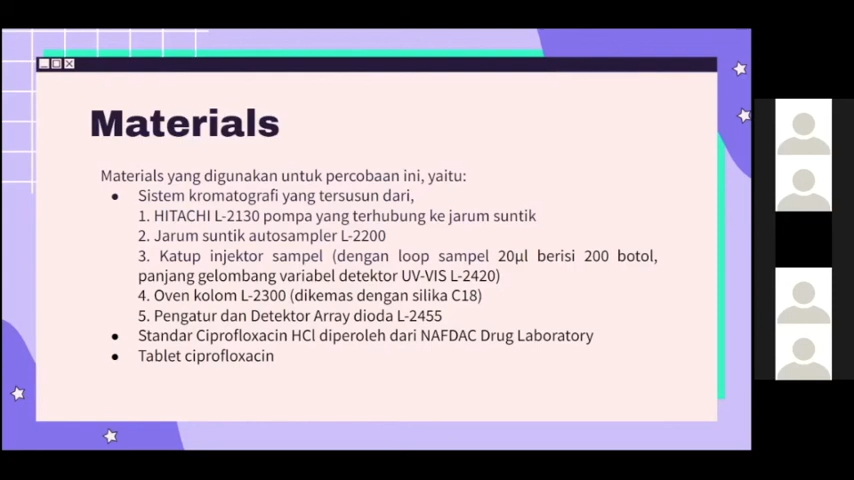 Materials
Materials yang digunakan untuk percobaan ini, yaitu:
● Sistem kromatografi yang tersusun dari,
1. HITACHI L-2130 pompa yang terhubung ke jarum suntik
2. Jarum suntik autosampler L-2200
3. Katup injektor sampel (dengan loop sampel 20µl berisi 200 botol,
panjang gelombang variabel detektor UV-VIS L-2420)
4. Oven kolom L-2300 (dikemas dengan silika C18)
5. Pengatur dan Detektor Array dioda L-2455
● Standar Ciprofloxacin HCl diperoleh dari NAFDAC Drug Laboratory
● Tablet ciprofloxacin